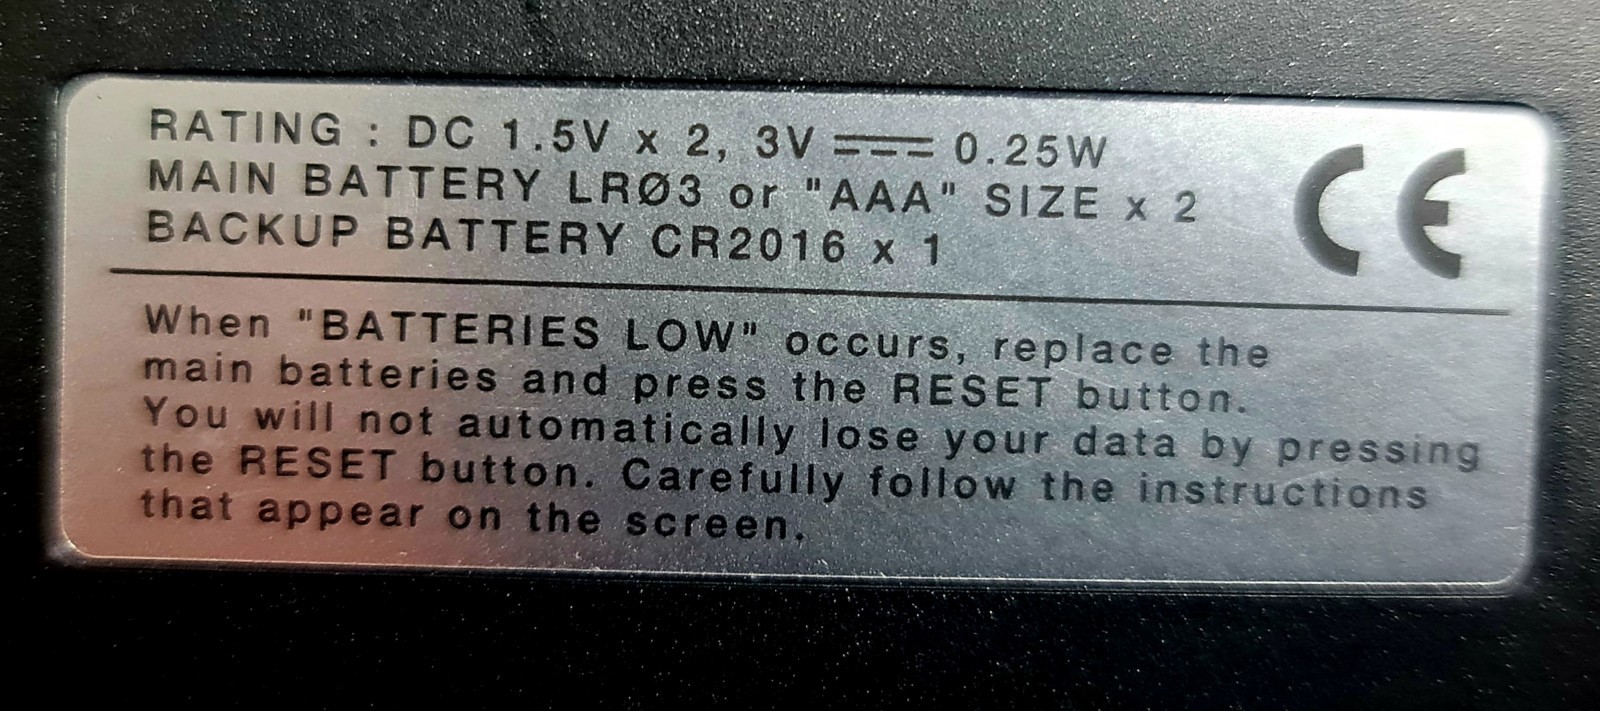 RATING : DC 1.5V x 2, 3V ⎓ 0.25W
MAIN BATTERY LRØ3 or "AAA" SIZE x 2
BACKUP BATTERY CR2016 x 1
CE
When "BATTERIES LOW" occurs, replace the
main batteries and press the RESET button.
You will not automatically lose your data by pressing
the RESET button. Carefully follow the instructions
that appear on the screen.